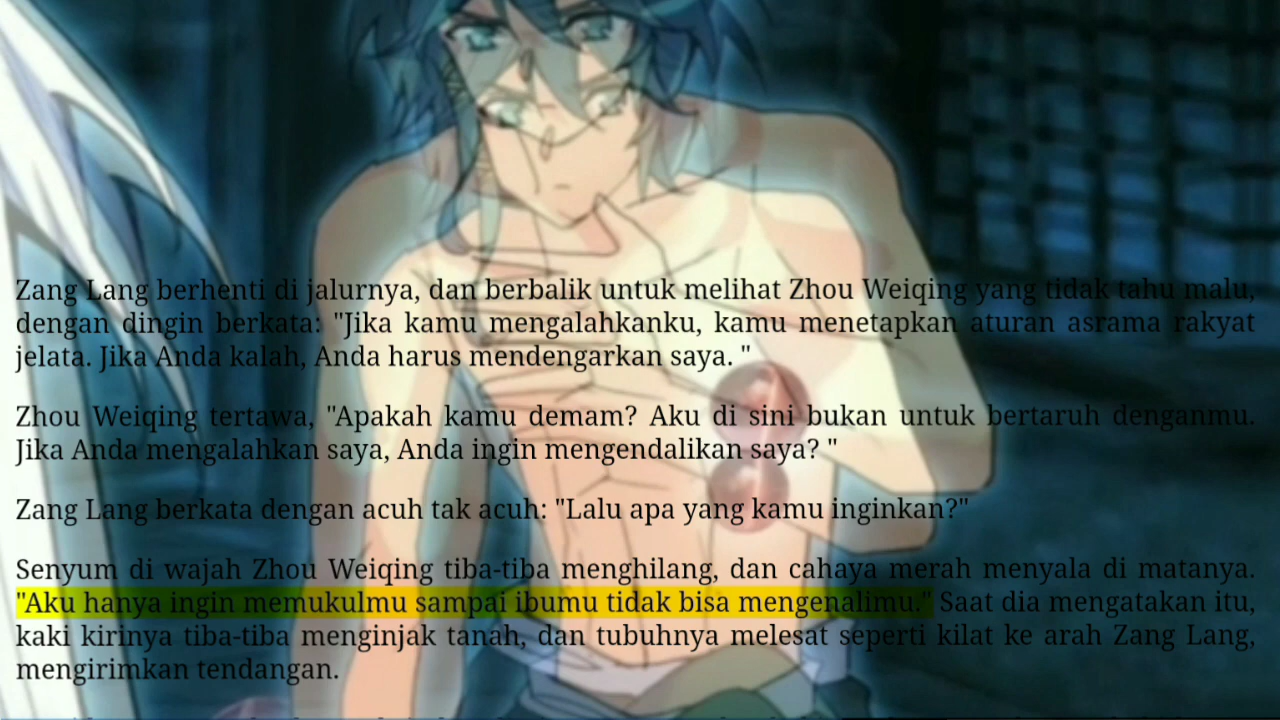 Zang Lang berhenti di jalurnya, dan berbalik untuk melihat Zhou Weiqing yang tidak tahu malu,
dengan dingin berkata: "Jika kamu mengalahkanku, kamu menetapkan aturan asrama rakyat
jelata. Jika Anda kalah, Anda harus mendengarkan saya. "
Zhou Weiqing tertawa, "Apakah kamu demam? Aku di sini bukan untuk bertaruh denganmu.
Jika Anda mengalahkan saya, Anda ingin mengendalikan saya? "
Zang Lang berkata dengan acuh tak acuh: "Lalu apa yang kamu inginkan?"
Senyum di wajah Zhou Weiqing tiba-tiba menghilang, dan cahaya merah menyala di matanya.
"Aku hanya ingin memukulmu sampai ibumu tidak bisa mengenalimu." Saat dia mengatakan itu,
kaki kirinya tiba-tiba menginjak tanah, dan tubuhnya melesat seperti kilat ke arah Zang Lang,
mengirimkan tendangan.